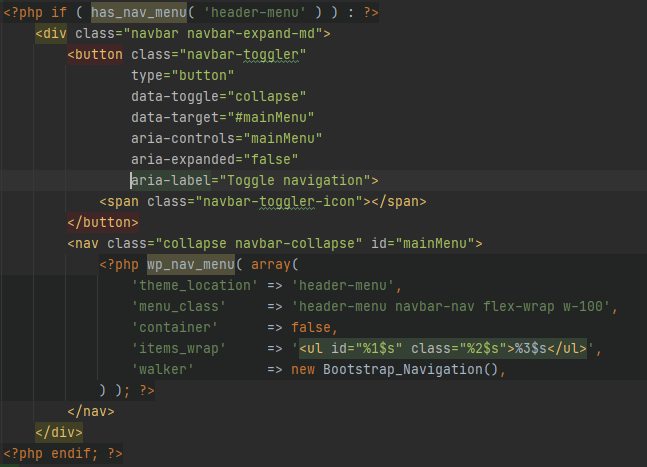 <?php if ( has_nav_menu( 'header-menu' ) ) : ?>
    <div class="navbar navbar-expand-md">
        <button class="navbar-toggler"
                type="button"
                data-toggle="collapse"
                data-target="#mainMenu"
                aria-controls="mainMenu"
                aria-expanded="false"
                aria-label="Toggle navigation">
            <span class="navbar-toggler-icon"></span>
        </button>
        <nav class="collapse navbar-collapse" id="mainMenu">
            <?php wp_nav_menu( array(
                'theme_location' => 'header-menu',
                'menu_class'     => 'header-menu navbar-nav flex-wrap w-100',
                'container'      => false,
                'items_wrap'     => '<ul id="%1$s" class="%2$s">%3$s</ul>',
                'walker'         => new Bootstrap_Navigation(),
            ) ); ?>
        </nav>
    </div>
<?php endif; ?>